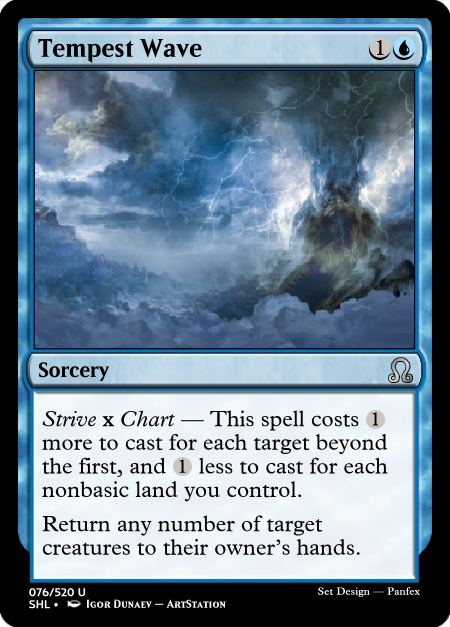 Tempest Wave 1
Sorcery
Strive x Chart — This spell costs 1
more to cast for each target beyond
the first, and 1 less to cast for each
nonbasic land you control.
Return any number of target
creatures to their owner’s hands.
076/520 U
Set Design — Panfex
SHL • Igor Dunaev — ArtStation